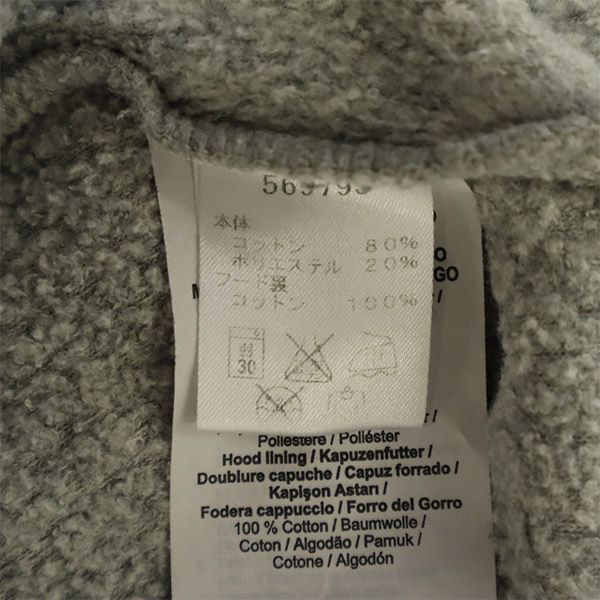 569793
本体
コットン 80%
ポリエステル 20%
フード裏
コットン 100%
30
O
GO
Poliestere / Poliéster
Hood lining / Kapuzenfutter /
Doublure capuche / Capuz forrado /
Kapişon Astarı /
Fodera cappuccio / Forro del Gorro
100 % Cotton / Baumwolle /
Coton / Algodão / Pamuk /
Cotone / Algodón